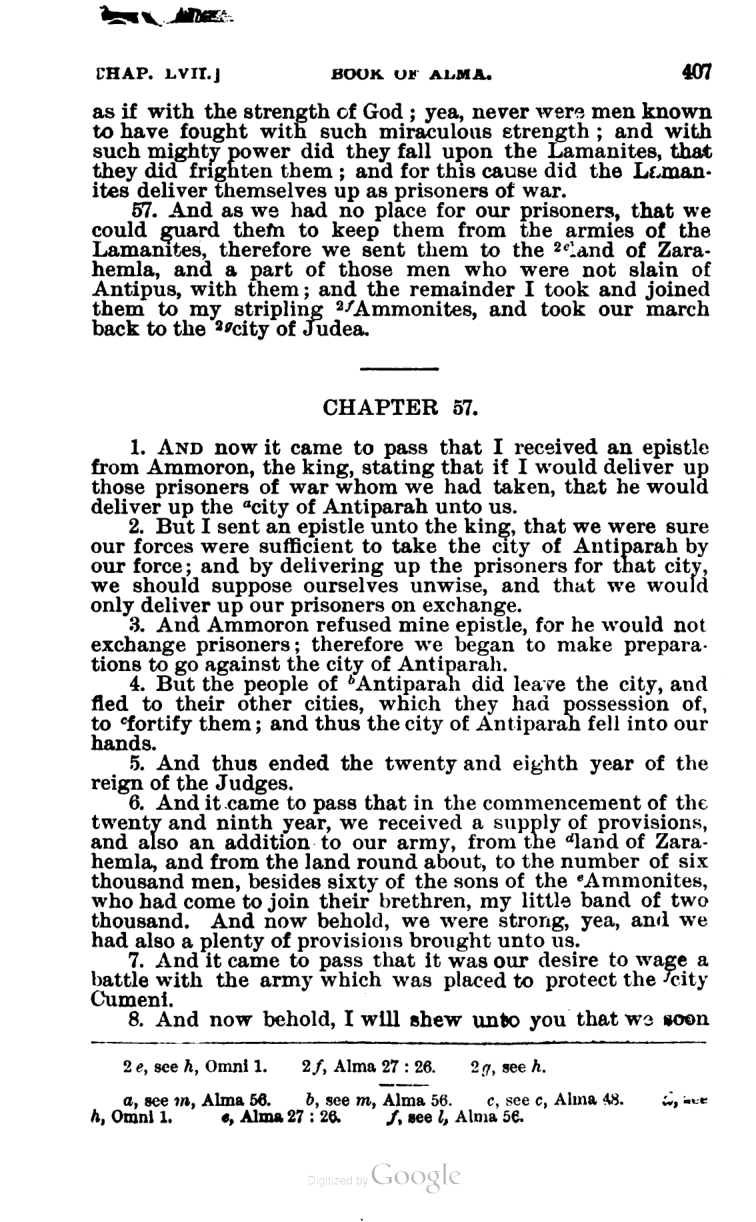 CHAP. LVII.] BOOK OF ALMA. 407
as if with the strength of God ; yea, never were men known
to have fought with such miraculous strength ; and with
such mighty power did they fall upon the Lamanites, that
they did frighten them ; and for this cause did the Laman-
ites deliver themselves up as prisoners of war.
57. And as we had no place for our prisoners, that we
could guard them to keep them from the armies of the
Lamanites, therefore we sent them to the ²ᵉland of Zara-
hemla, and a part of those men who were not slain of
Antipus, with them ; and the remainder I took and joined
them to my stripling ²ᶠAmmonites, and took our march
back to the ²ᵍcity of Judea.
CHAPTER 57.
1. AND now it came to pass that I received an epistle
from Ammoron, the king, stating that if I would deliver up
those prisoners of war whom we had taken, that he would
deliver up the ᵃcity of Antiparah unto us.
2. But I sent an epistle unto the king, that we were sure
our forces were sufficient to take the city of Antiparah by
our force ; and by delivering up the prisoners for that city,
we should suppose ourselves unwise, and that we would
only deliver up our prisoners on exchange.
3. And Ammoron refused mine epistle, for he would not
exchange prisoners ; therefore we began to make prepara-
tions to go against the city of Antiparah.
4. But the people of ᵇAntiparah did leave the city, and
fled to their other cities, which they had possession of,
to ᶜfortify them ; and thus the city of Antiparah fell into our
hands.
5. And thus ended the twenty and eighth year of the
reign of the Judges.
6. And it came to pass that in the commencement of the
twenty and ninth year, we received a supply of provisions,
and also an addition to our army, from the ᵈland of Zara-
hemla, and from the land round about, to the number of six
thousand men, besides sixty of the sons of the ᵉAmmonites,
who had come to join their brethren, my little band of two
thousand. And now behold, we were strong, yea, and we
had also a plenty of provisions brought unto us.
7. And it came to pass that it was our desire to wage a
battle with the army which was placed to protect the ᶠcity
Cumeni.
8. And now behold, I will shew unto you that we soon
2 e, see h, Omni 1. 2 f, Alma 27 : 26. 2 g, see h.
a, see m, Alma 56. b, see m, Alma 56. c, see c, Alma 48. see
h, Omni 1. e, Alma 27 : 26. f, see l, Alma 56.
Digitized by Google